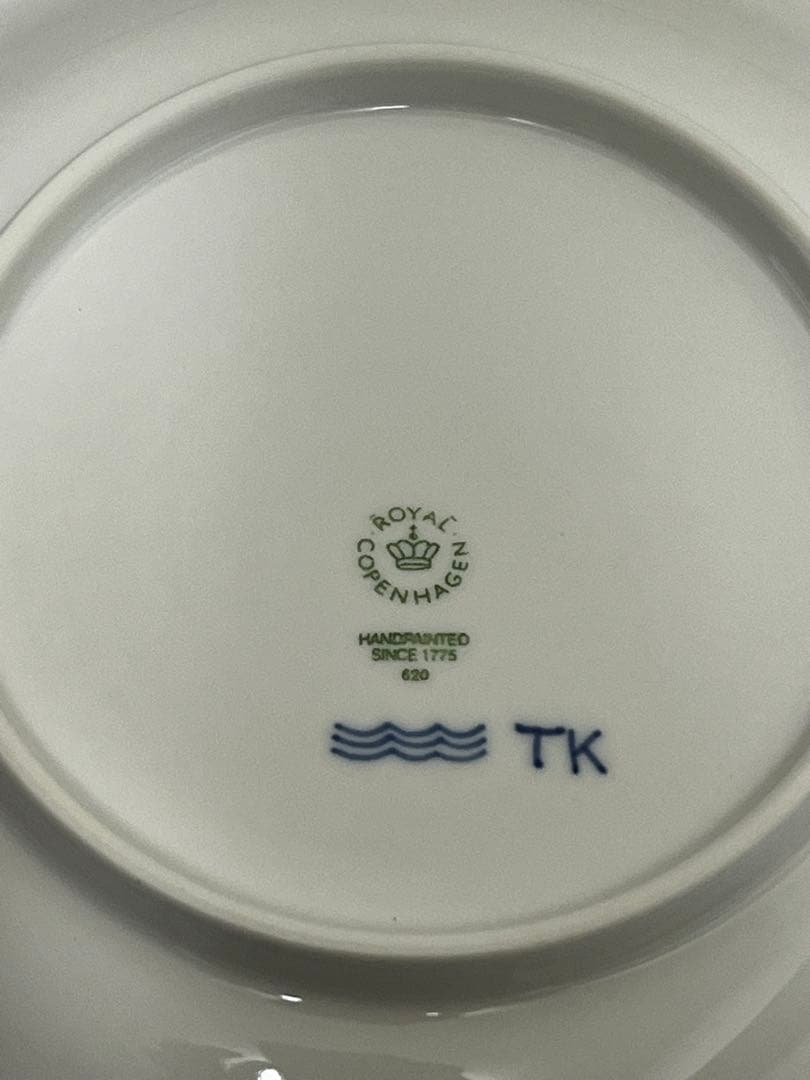 ROYAL
COPENHAGEN
HANDPAINTED
SINCE 1775
620
TK